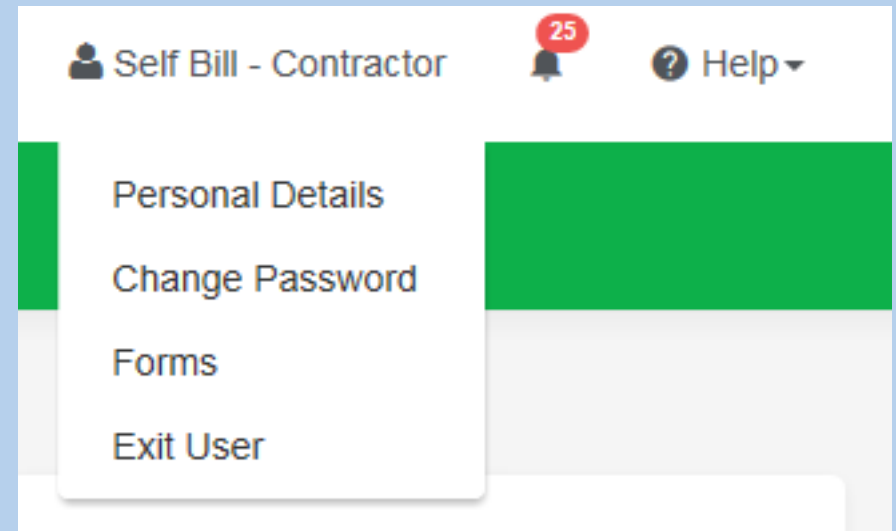 Self Bill - Contractor 25 Help
Personal Details
Change Password
Forms
Exit User